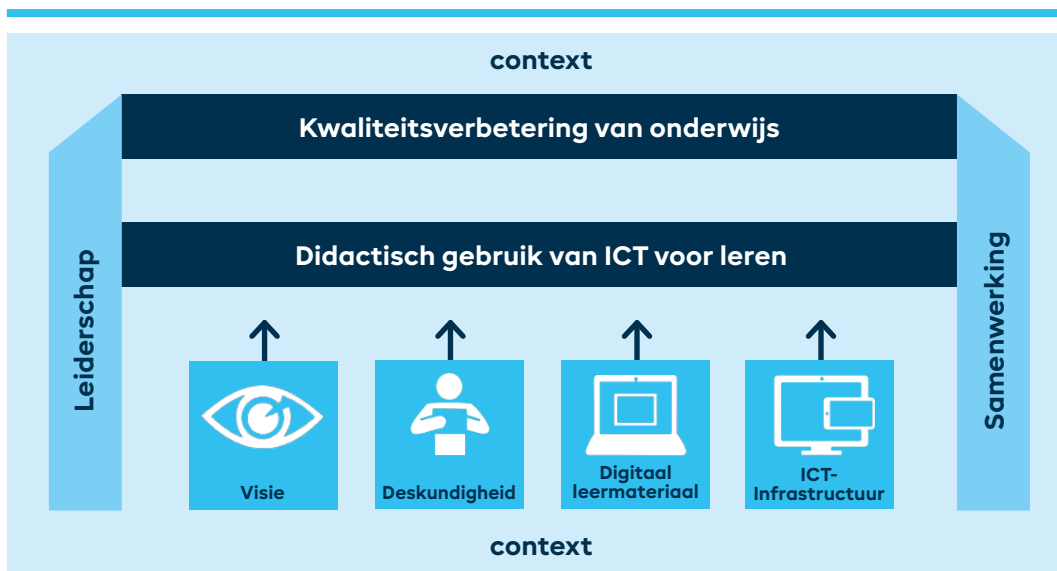 context
Kwaliteitsverbetering van onderwijs
Didactisch gebruik van ICT voor leren
Leiderschap
Samenwerking
Visie
Deskundigheid
Digitaal
leermateriaal
ICT-
Infrastructuur
context